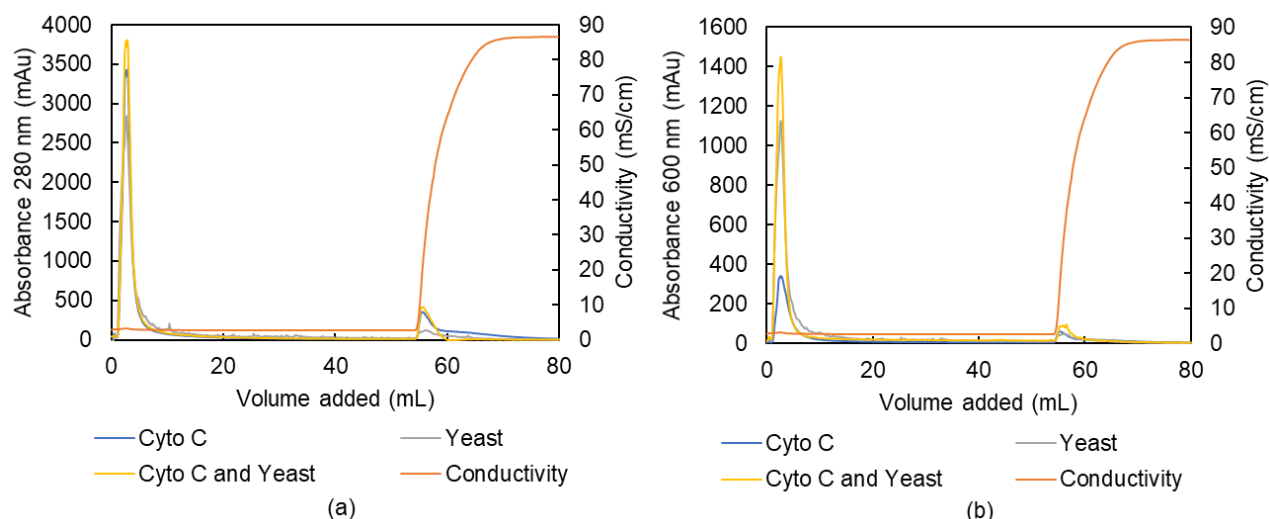 4000
3500
3000
2500
2000
1500
1000
500
0
Absorbance 280 nm (mAu)
90
80
70
60
50
40
30
20
10
0
Conductivity (mS/cm)
0 20 40 60 80
Volume added (mL)
Cyto C Yeast
Cyto C and Yeast Conductivity
(a)
1600
1400
1200
1000
800
600
400
200
0
Absorbance 600 nm (mAu)
90
80
70
60
50
40
30
20
10
0
Conductivity (mS/cm)
0 20 40 60 80
Volume added (mL)
Cyto C Yeast
Cyto C and Yeast Conductivity
(b)